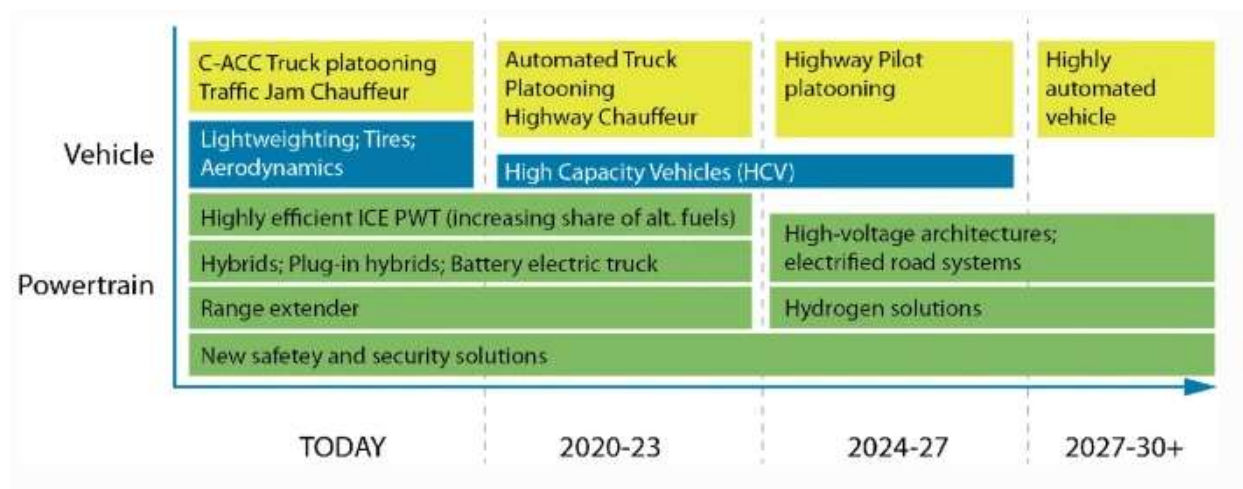 C-ACC Truck platooning
Traffic Jam Chauffeur
Automated Truck
Platooning
Highway Chauffeur
Highway Pilot
platooning
Highly
automated
vehicle
Vehicle
Lightweighting; Tires;
Aerodynamics
High Capacity Vehicles (HCV)
Highly efficient ICE PWT (increasing share of alt. fuels)
High-voltage architectures;
electrified road systems
Hybrids; Plug-in hybrids; Battery electric truck
Powertrain
Range extender
Hydrogen solutions
New safetey and security solutions
TODAY
2020-23
2024-27
2027-30+